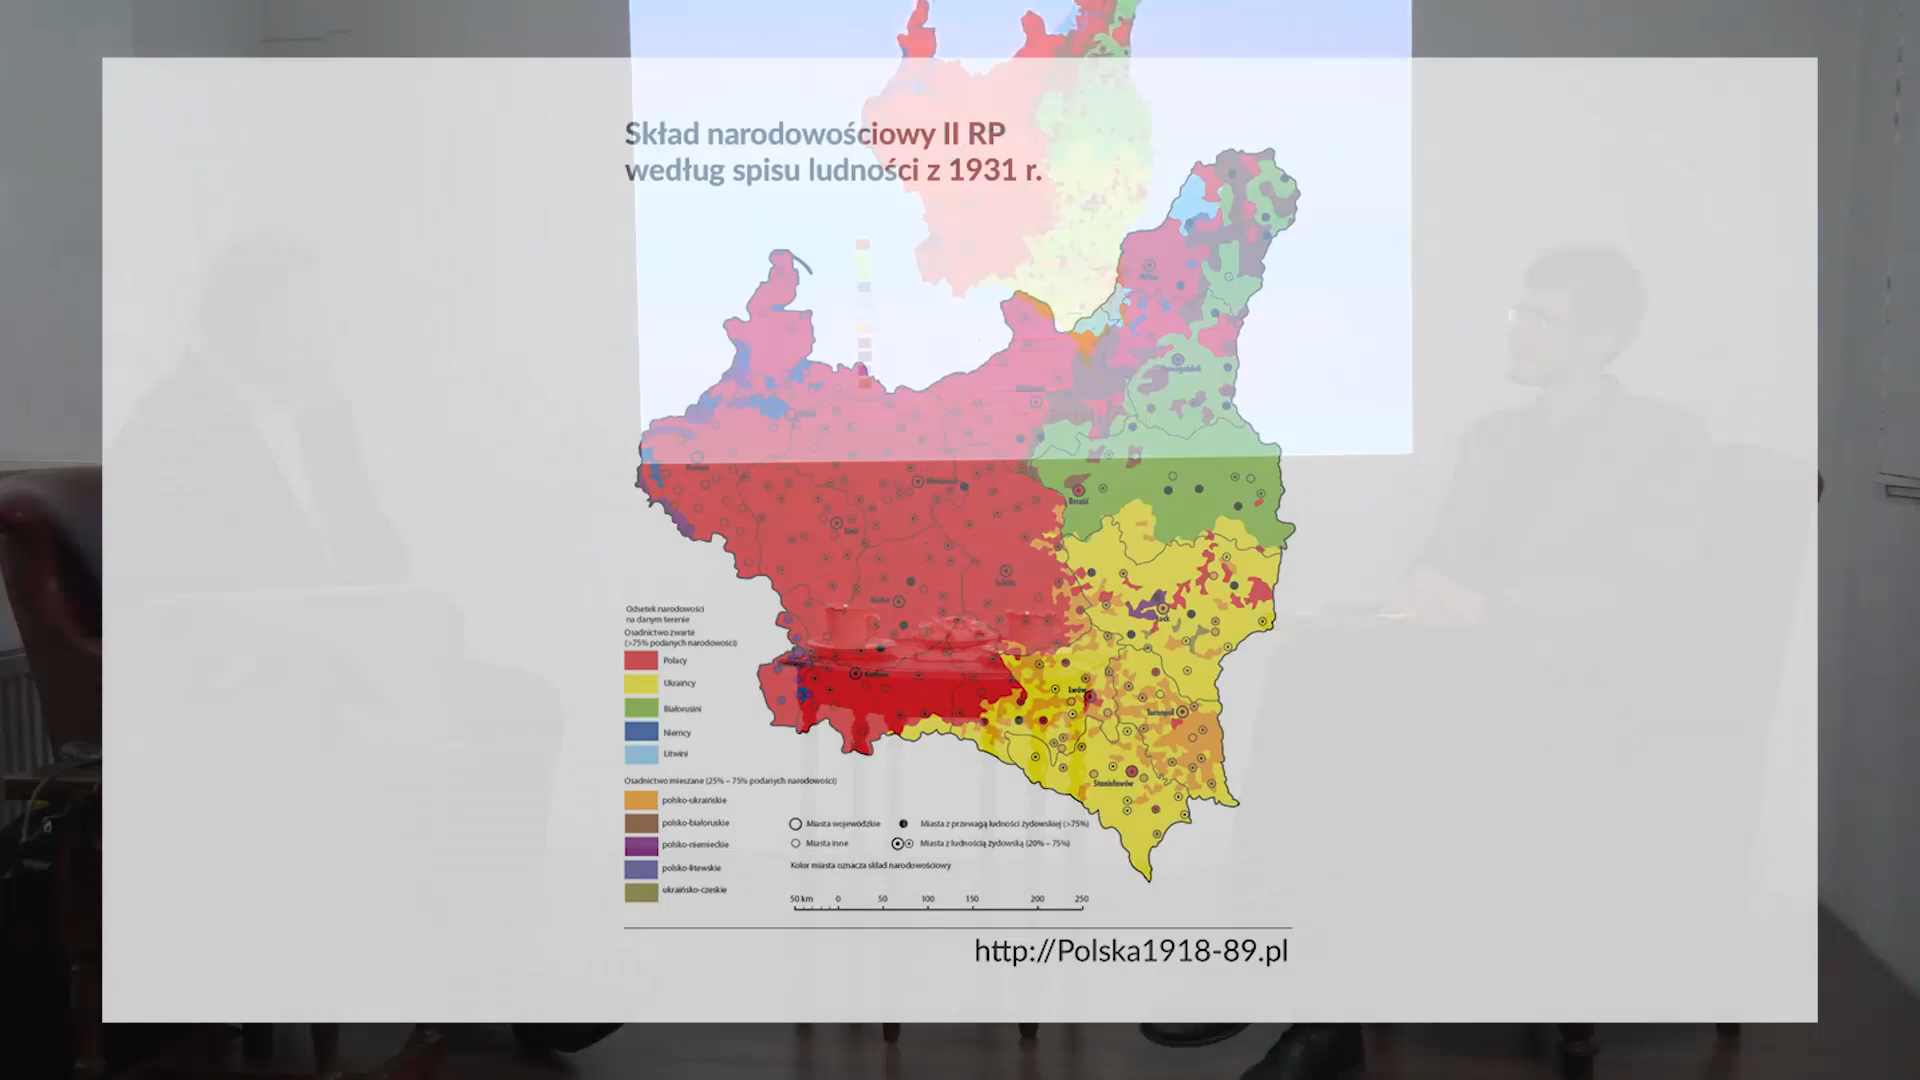 Skład narodowościowy II RP
według spisu ludności z 1931 r.
Brześć
Łuck
Lwów
Tarnopol
Stanisławów
Odsetek narodowości
na danym terenie
Osadnictwo zwarte
(>75% podanych narodowości)
Polacy
Ukraińcy
Białorusini
Niemcy
Litwini
Osadnictwo mieszane (25% – 75% podanych narodowości)
polsko-ukraińskie
polsko-białoruskie
polsko-niemieckie
polsko-litewskie
ukraińsko-czeskie
Miasta wojewódzkie
Miasta z przewagą ludności żydowskiej (>75%)
Miasta inne
Miasta z ludnością żydowską (20% – 75%)
Kolor miasta oznacza skład narodowościowy
50 km 0 50 100 150 200 250
http://Polska1918-89.pl